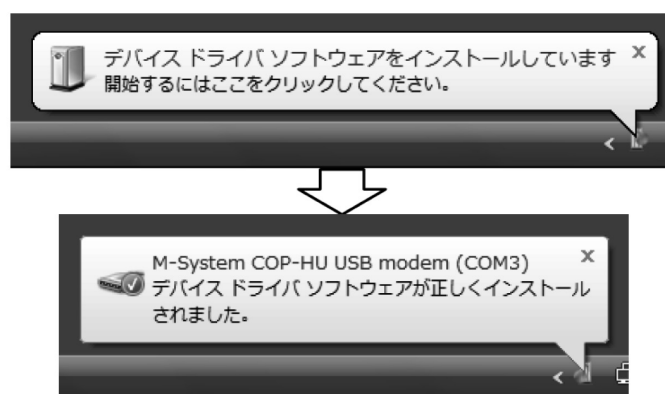 デバイス ドライバ ソフトウェアをインストールしています
開始するにはここをクリックしてください。
M-System COP-HU USB modem (COM3)
デバイス ドライバ ソフトウェアが正しくインストール
されました。